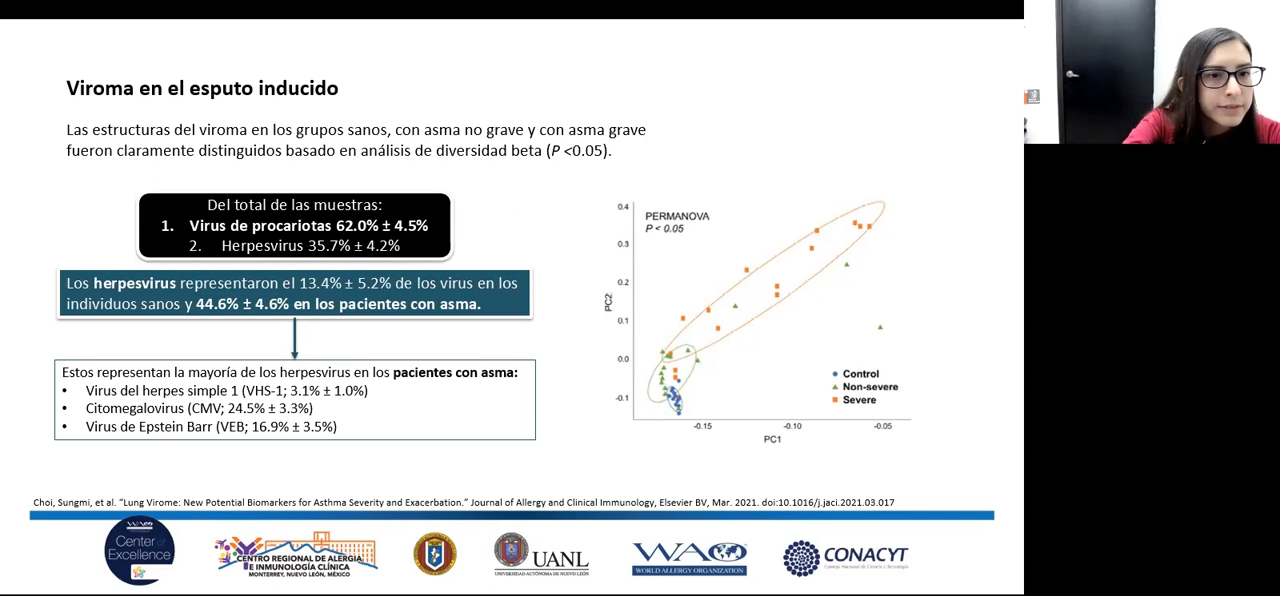 Viroma en el esputo inducido
Las estructuras del viroma en los grupos sanos, con asma no grave y con asma grave
fueron claramente distinguidos basado en análisis de diversidad beta (P <0.05).
Del total de las muestras:
1. Virus de procariotas 62.0% ± 4.5%
2. Herpesvirus 35.7% ± 4.2%
Los herpesvirus representaron el 13.4% ± 5.2% de los virus en los
individuos sanos y 44.6% ± 4.6% en los pacientes con asma.
Estos representan la mayoría de los herpesvirus en los pacientes con asma:
• Virus del herpes simple 1 (VHS-1; 3.1% ± 1.0%)
• Citomegalovirus (CMV; 24.5% ± 3.3%)
• Virus de Epstein Barr (VEB; 16.9% ± 3.5%)
PERMANOVA
P < 0.05
PC2
0.4
0.3
0.2
0.1
0.0
-0.1
Control
Non-severe
Severe
-0.15
-0.10
-0.05
PC1
Choi, Sungmi, et al. “Lung Virome: New Potential Biomarkers for Asthma Severity and Exacerbation.” Journal of Allergy and Clinical Immunology, Elsevier BV, Mar. 2021. doi:10.1016/j.jaci.2021.03.017
WAO
Center of
Excellence
CENTRO REGIONAL DE ALERGIA
E INMUNOLOGÍA CLÍNICA
MONTERREY, NUEVO LEÓN, MÉXICO
UANL
UNIVERSIDAD AUTÓNOMA DE NUEVO LEÓN
WAO
WORLD ALLERGY ORGANIZATION
CONACYT
Consejo Nacional de Ciencia y Tecnología